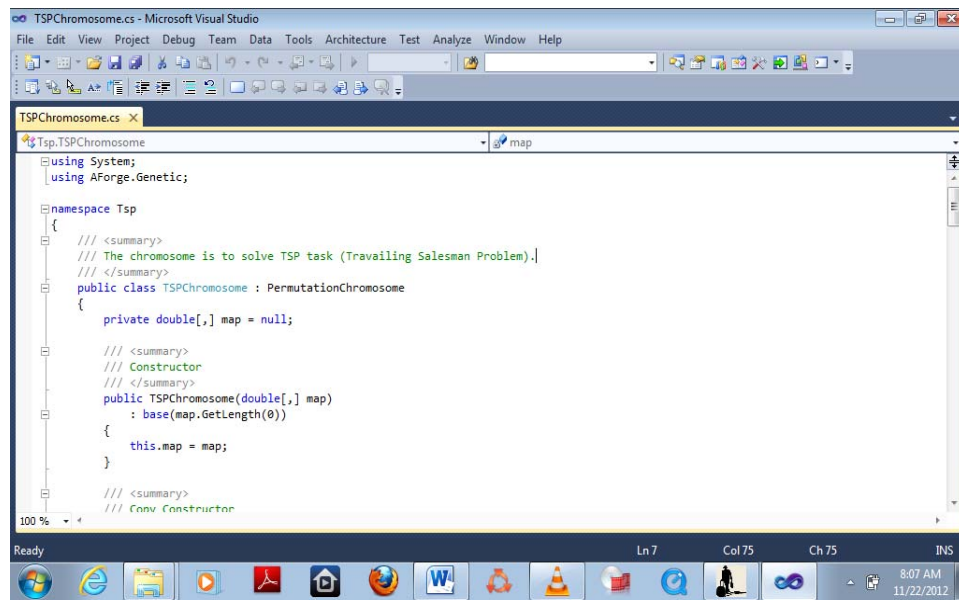 TSPChromosome.cs - Microsoft Visual Studio
File Edit View Project Debug Team Data Tools Architecture Test Analyze Window Help
TSPChromosome.cs X
Tsp.TSPChromosome map
using System;
using AForge.Genetic;
namespace Tsp
{
/// <summary>
/// The chromosome is to solve TSP task (Travailing Salesman Problem).
/// </summary>
public class TSPChromosome : PermutationChromosome
{
private double[,] map = null;
/// <summary>
/// Constructor
/// </summary>
public TSPChromosome(double[,] map)
: base(map.GetLength(0))
{
this.map = map;
}
/// <summary>
/// Copy Constructor
100 %
Ready Ln 7 Col 75 Ch 75 INS
8:07 AM
11/22/2012